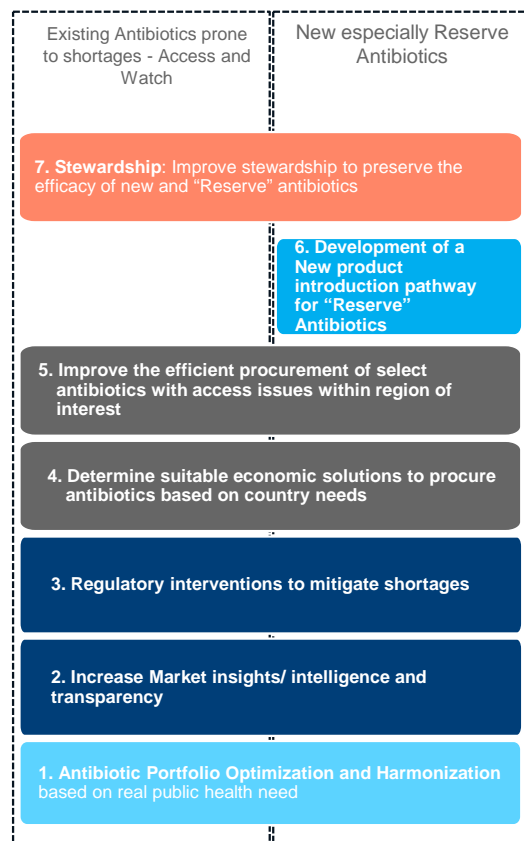 Existing Antibiotics prone
to shortages - Access and
Watch
New especially Reserve
Antibiotics
7. Stewardship: Improve stewardship to preserve the
efficacy of new and “Reserve” antibiotics
6. Development of a
New product
introduction pathway
for “Reserve”
Antibiotics
5. Improve the efficient procurement of select
antibiotics with access issues within region of
interest
4. Determine suitable economic solutions to procure
antibiotics based on country needs
3. Regulatory interventions to mitigate shortages
2. Increase Market insights/ intelligence and
transparency
1. Antibiotic Portfolio Optimization and Harmonization
based on real public health need